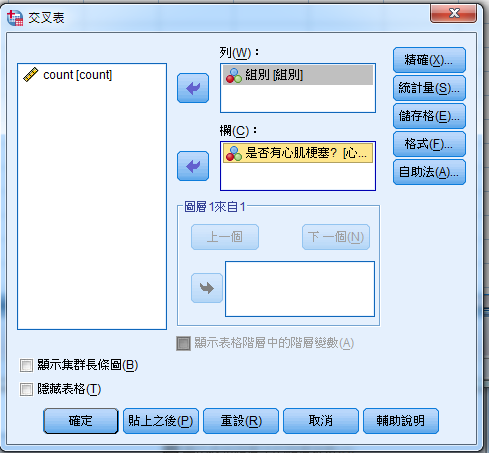 交叉表
count [count]
列(W)：
組別 [組別]
欄(C)：
是否有心肌梗塞? [心...
圖層 1 來自 1
上一個
下一個(N)
顯示表格階層中的階層變數(A)
精確(X)...
統計量(S)...
儲存格(E)...
格式(F)...
自助法(A)...
顯示集群長條圖(B)
隱藏表格(T)
確定
貼上之後(P)
重設(R)
取消
輔助說明